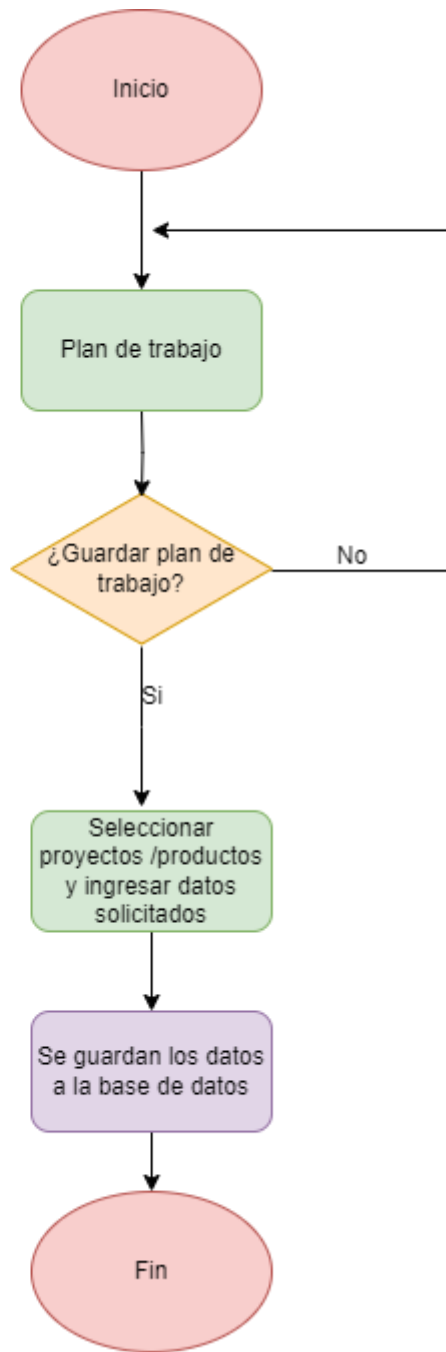 Inicio
Plan de trabajo
¿Guardar plan de
trabajo?
No
Si
Seleccionar
proyectos /productos
y ingresar datos
solicitados
Se guardan los datos
a la base de datos
Fin